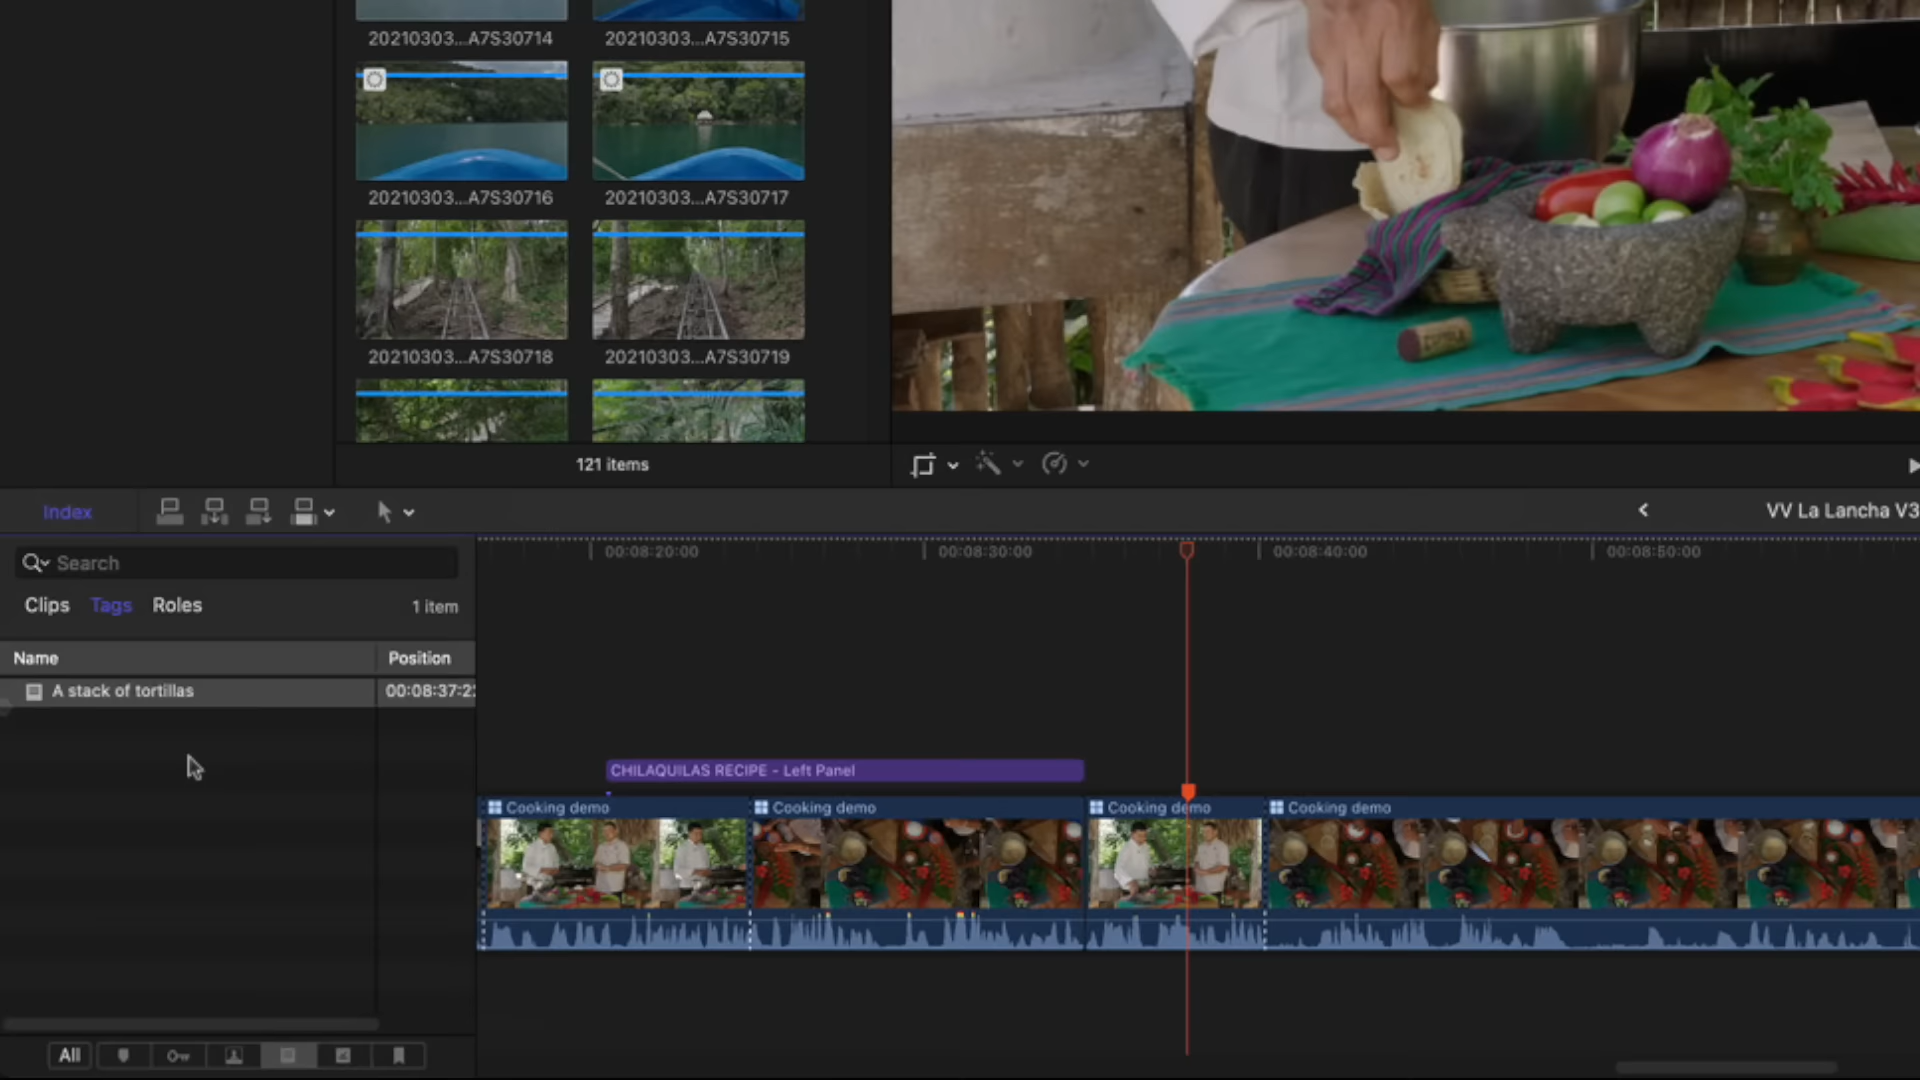 20210303...A7S30714
20210303...A7S30715
20210303...A7S30716
20210303...A7S30717
20210303...A7S30718
20210303...A7S30719
121 items
Index
VV La Lancha V3
Search
Clips
Tags
Roles
1 item
Name
Position
A stack of tortillas
00:08:37:2
00:08:20:00
00:08:30:00
00:08:40:00
00:08:50:00
CHILAQUILAS RECIPE - Left Panel
Cooking demo
Cooking demo
Cooking demo
Cooking demo
All